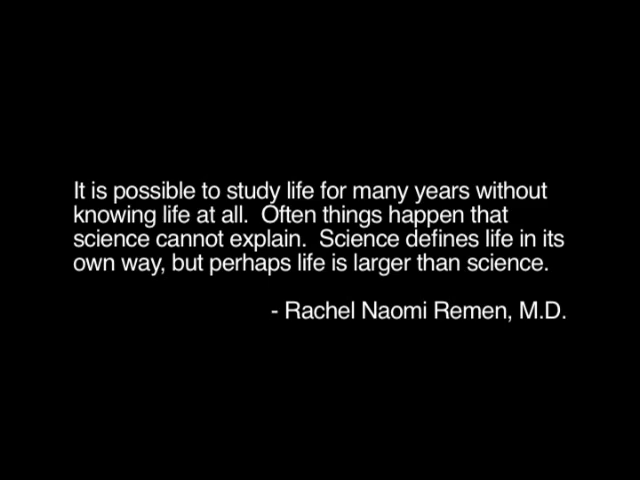 It is possible to study life for many years without
knowing life at all.  Often things happen that
science cannot explain.  Science defines life in its
own way, but perhaps life is larger than science.
- Rachel Naomi Remen, M.D.